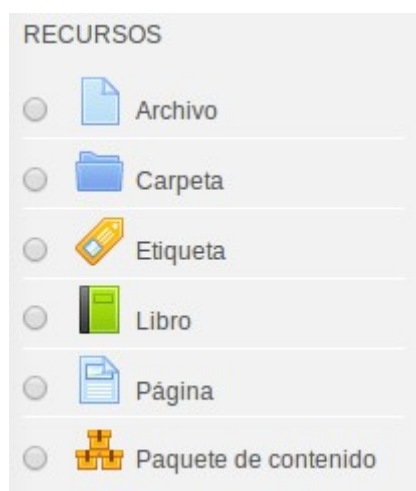 RECURSOS
Archivo
Carpeta
Etiqueta
Libro
Página
Paquete de contenido